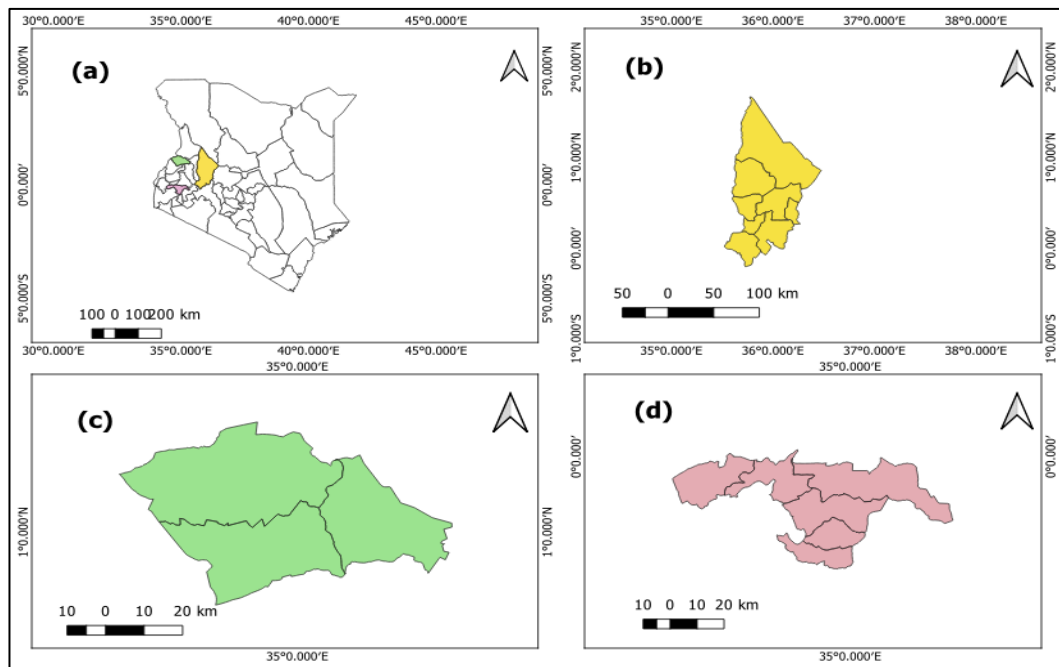 30°0.000′E 35°0.000′E 40°0.000′E 45°0.000′E
5°0.000′N 0°0.000′ 5°0.000′S
(a)
5°0.000′N 0°0.000′ 5°0.000′S
100 0 100 200 km
30°0.000′E 35°0.000′E 40°0.000′E 45°0.000′E
35°0.000′E 36°0.000′E 37°0.000′E 38°0.000′E
2°0.000′N 1°0.000′N 0°0.000′ 1°0.000′S
(b)
2°0.000′N 1°0.000′N 0°0.000′ 1°0.000′S
50 0 50 100 km
35°0.000′E 36°0.000′E 37°0.000′E 38°0.000′E
35°0.000′E
(c)
1°0.000′N
1°0.000′N
10 0 10 20 km
35°0.000′E
35°0.000′E
0°0.000′
(d)
0°0.000′
10 0 10 20 km
35°0.000′E